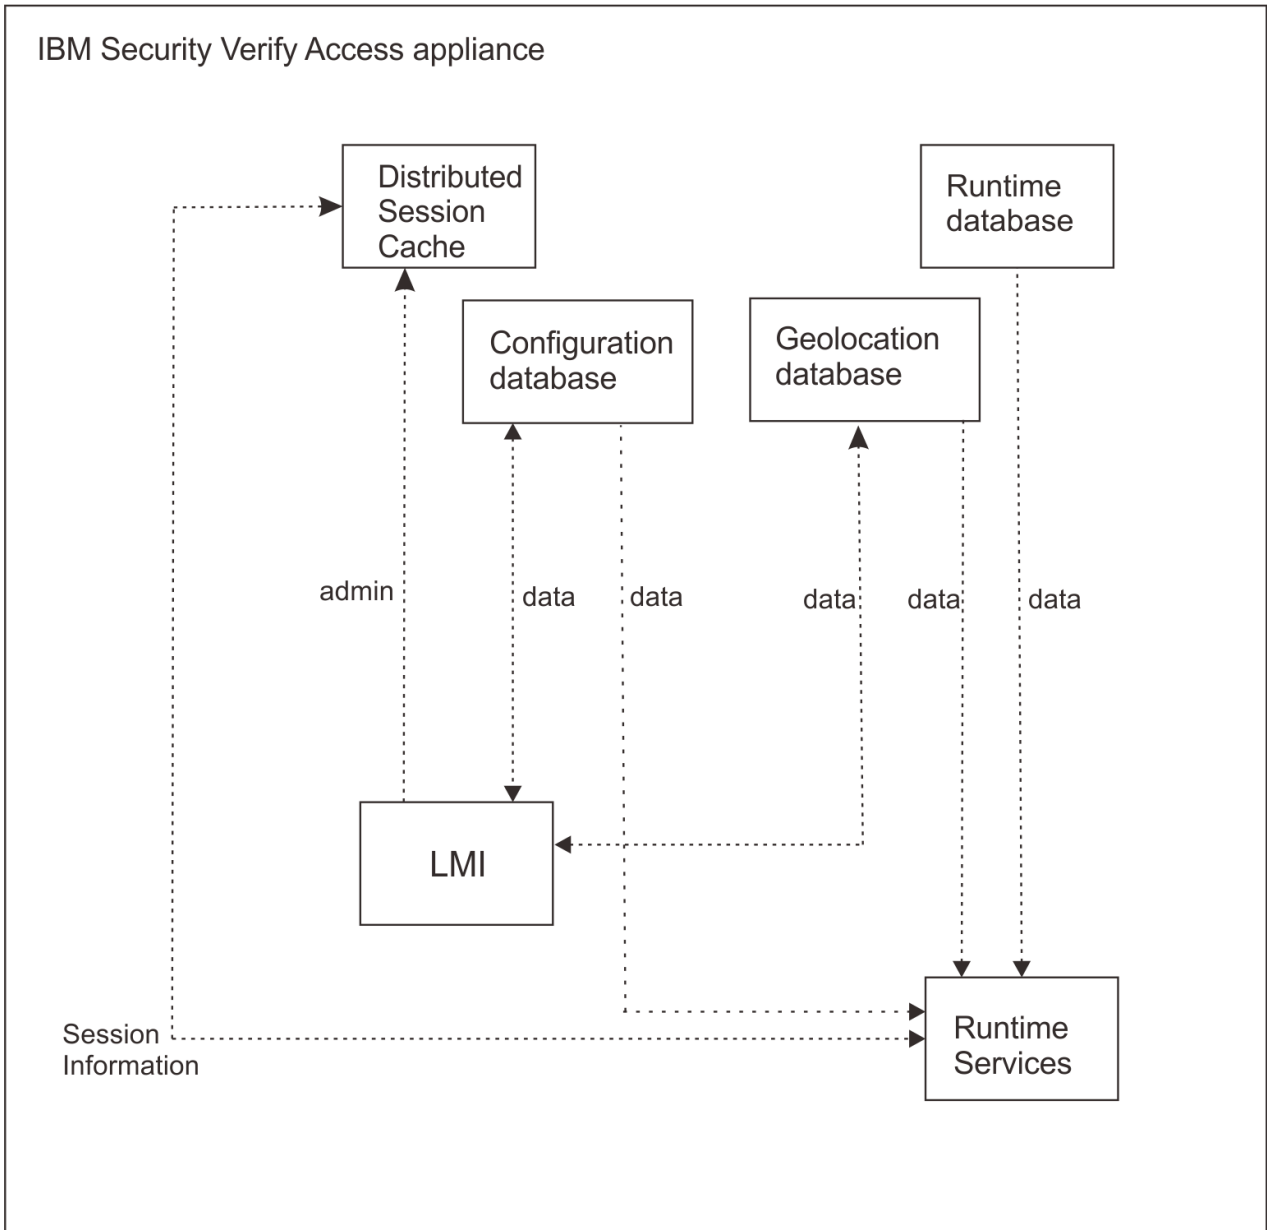 IBM Security Verify Access appliance
Distributed
Session
Cache
Runtime
database
Configuration
database
Geolocation
database
admin
data
data
data
data
data
LMI
Session
Information
Runtime
Services